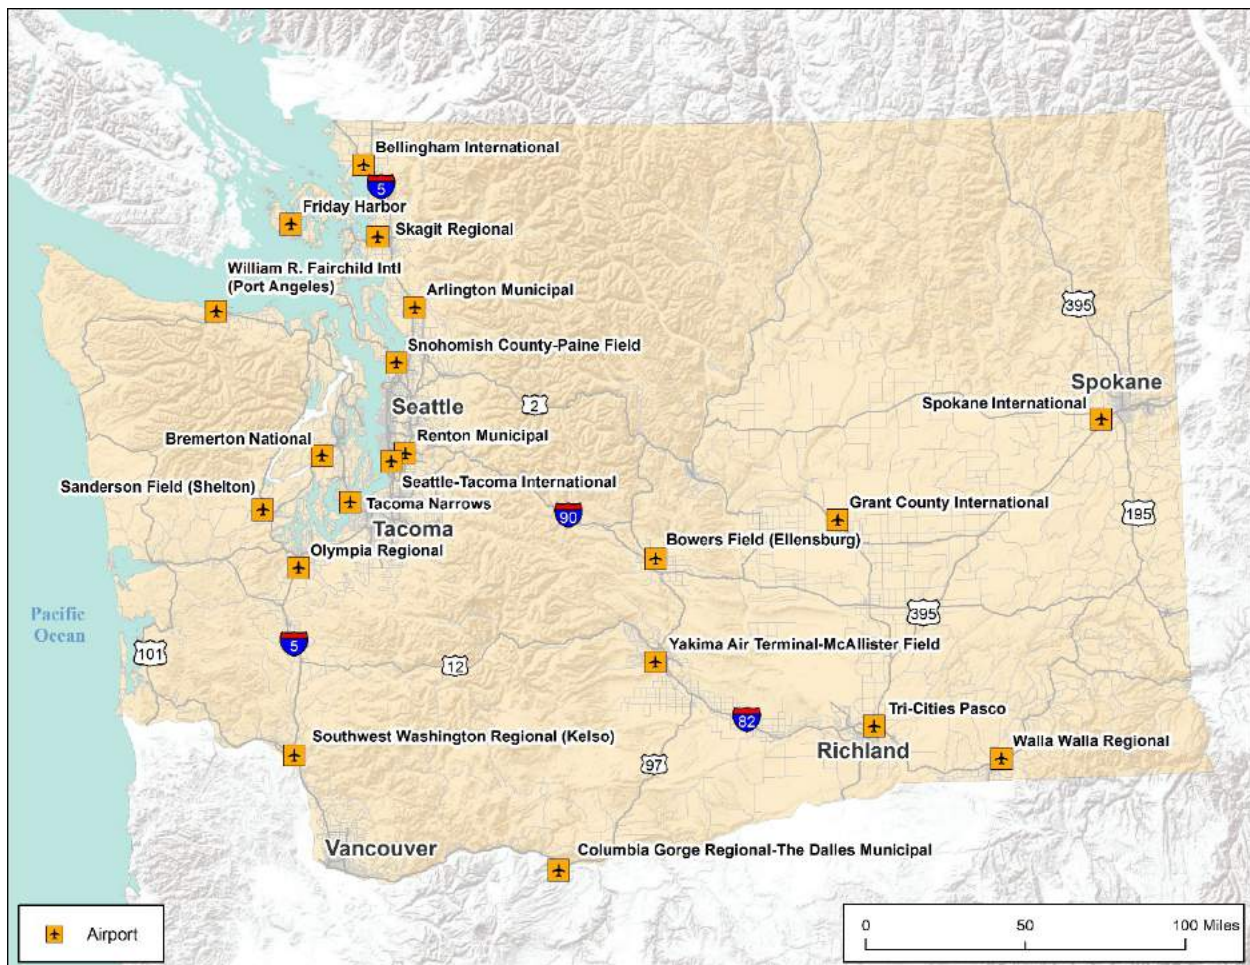 Bellingham International
5
Friday Harbor
Skagit Regional
William R. Fairchild Intl
(Port Angeles)
Arlington Municipal
395
Snohomish County-Paine Field
Spokane
Seattle
2
Spokane International
Bremerton National
Renton Municipal
Seattle-Tacoma International
Sanderson Field (Shelton)
Tacoma Narrows
Grant County International
90
195
Tacoma
Bowers Field (Ellensburg)
Olympia Regional
Pacific
Ocean
395
5
101
12
Yakima Air Terminal-McAllister Field
Tri-Cities Pasco
82
Southwest Washington Regional (Kelso)
Richland
Walla Walla Regional
97
Vancouver
Columbia Gorge Regional-The Dalles Municipal
Airport
0 50 100 Miles